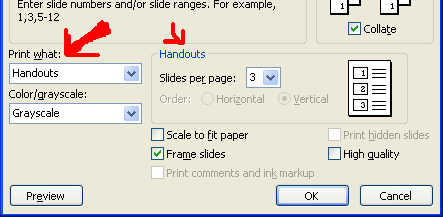 Enter slide numbers and/or slide ranges. For example,
1,3,5-12
1
1
Collate
Print what:
Handouts
Color/grayscale:
Grayscale
Handouts
Slides per page: 3
Order: Horizontal Vertical
1
2
3
Scale to fit paper
Print hidden slides
Frame slides
High quality
Print comments and ink markup
Preview
OK
Cancel